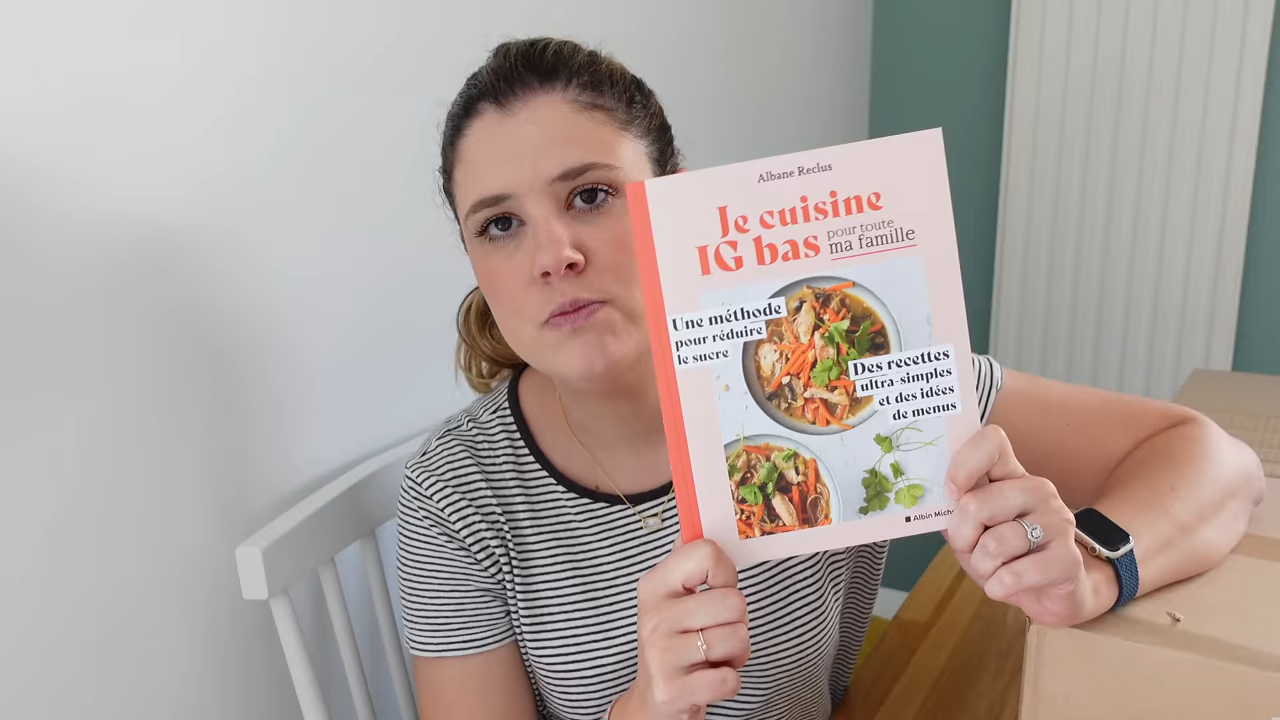 Albane Reclus
Je cuisine
IG bas pour toute
ma famille
Une méthode
pour réduire
le sucre
Des recettes
ultra-simples
et des idées
de menus
Albin